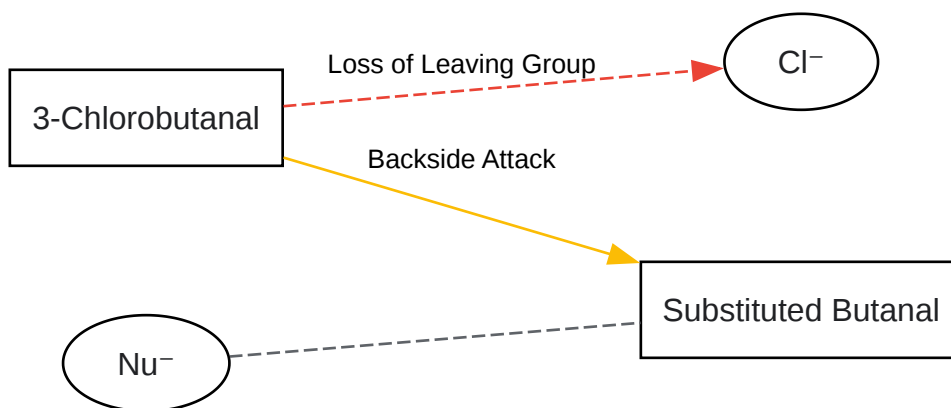 Cl⁻
Loss of Leaving Group
3-Chlorobutanal
Backside Attack
Substituted Butanal
Nu⁻